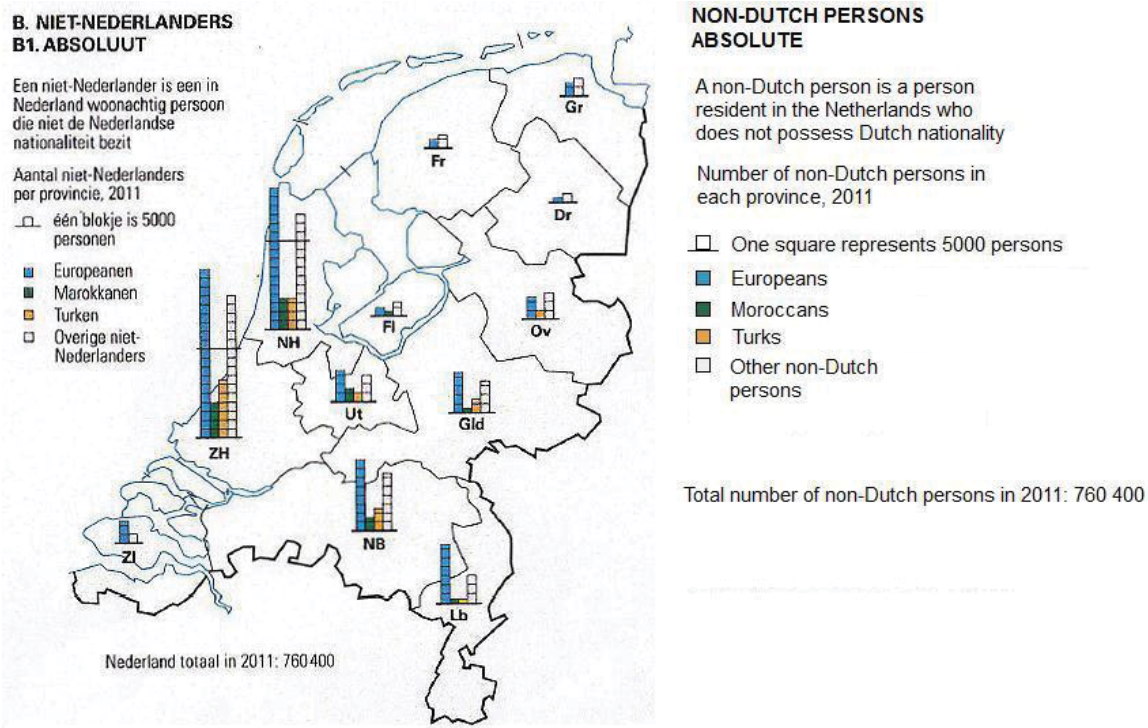 B. NIET-NEDERLANDERS
B1. ABSOLUUT
Een niet-Nederlander is een in
Nederland woonachtig persoon
die niet de Nederlandse
nationaliteit bezit
Aantal niet-Nederlanders
per provincie, 2011
één blokje is 5000
personen
Europeanen
Marokkanen
Turken
Overige niet-
Nederlanders
Gr
Fr
Dr
Fl
Ov
NH
Ut
Gld
ZH
NB
Zl
Lb
Nederland totaal in 2011: 760400
NON-DUTCH PERSONS
ABSOLUTE
A non-Dutch person is a person
resident in the Netherlands who
does not possess Dutch nationality
Number of non-Dutch persons in
each province, 2011
One square represents 5000 persons
Europeans
Moroccans
Turks
Other non-Dutch
persons
Total number of non-Dutch persons in 2011: 760 400